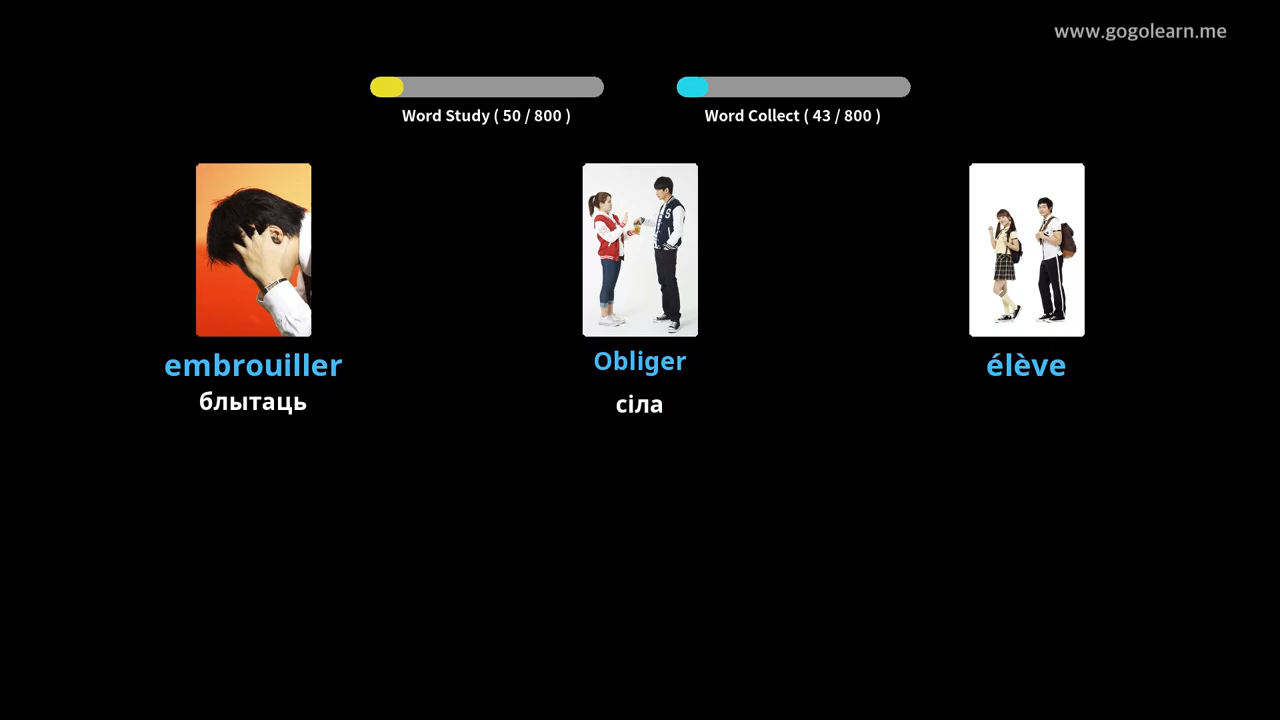 www.gogolearn.me
Word Study ( 50 / 800 )
Word Collect ( 43 / 800 )
embrouiller
блытаць
Obliger
сіла
élève